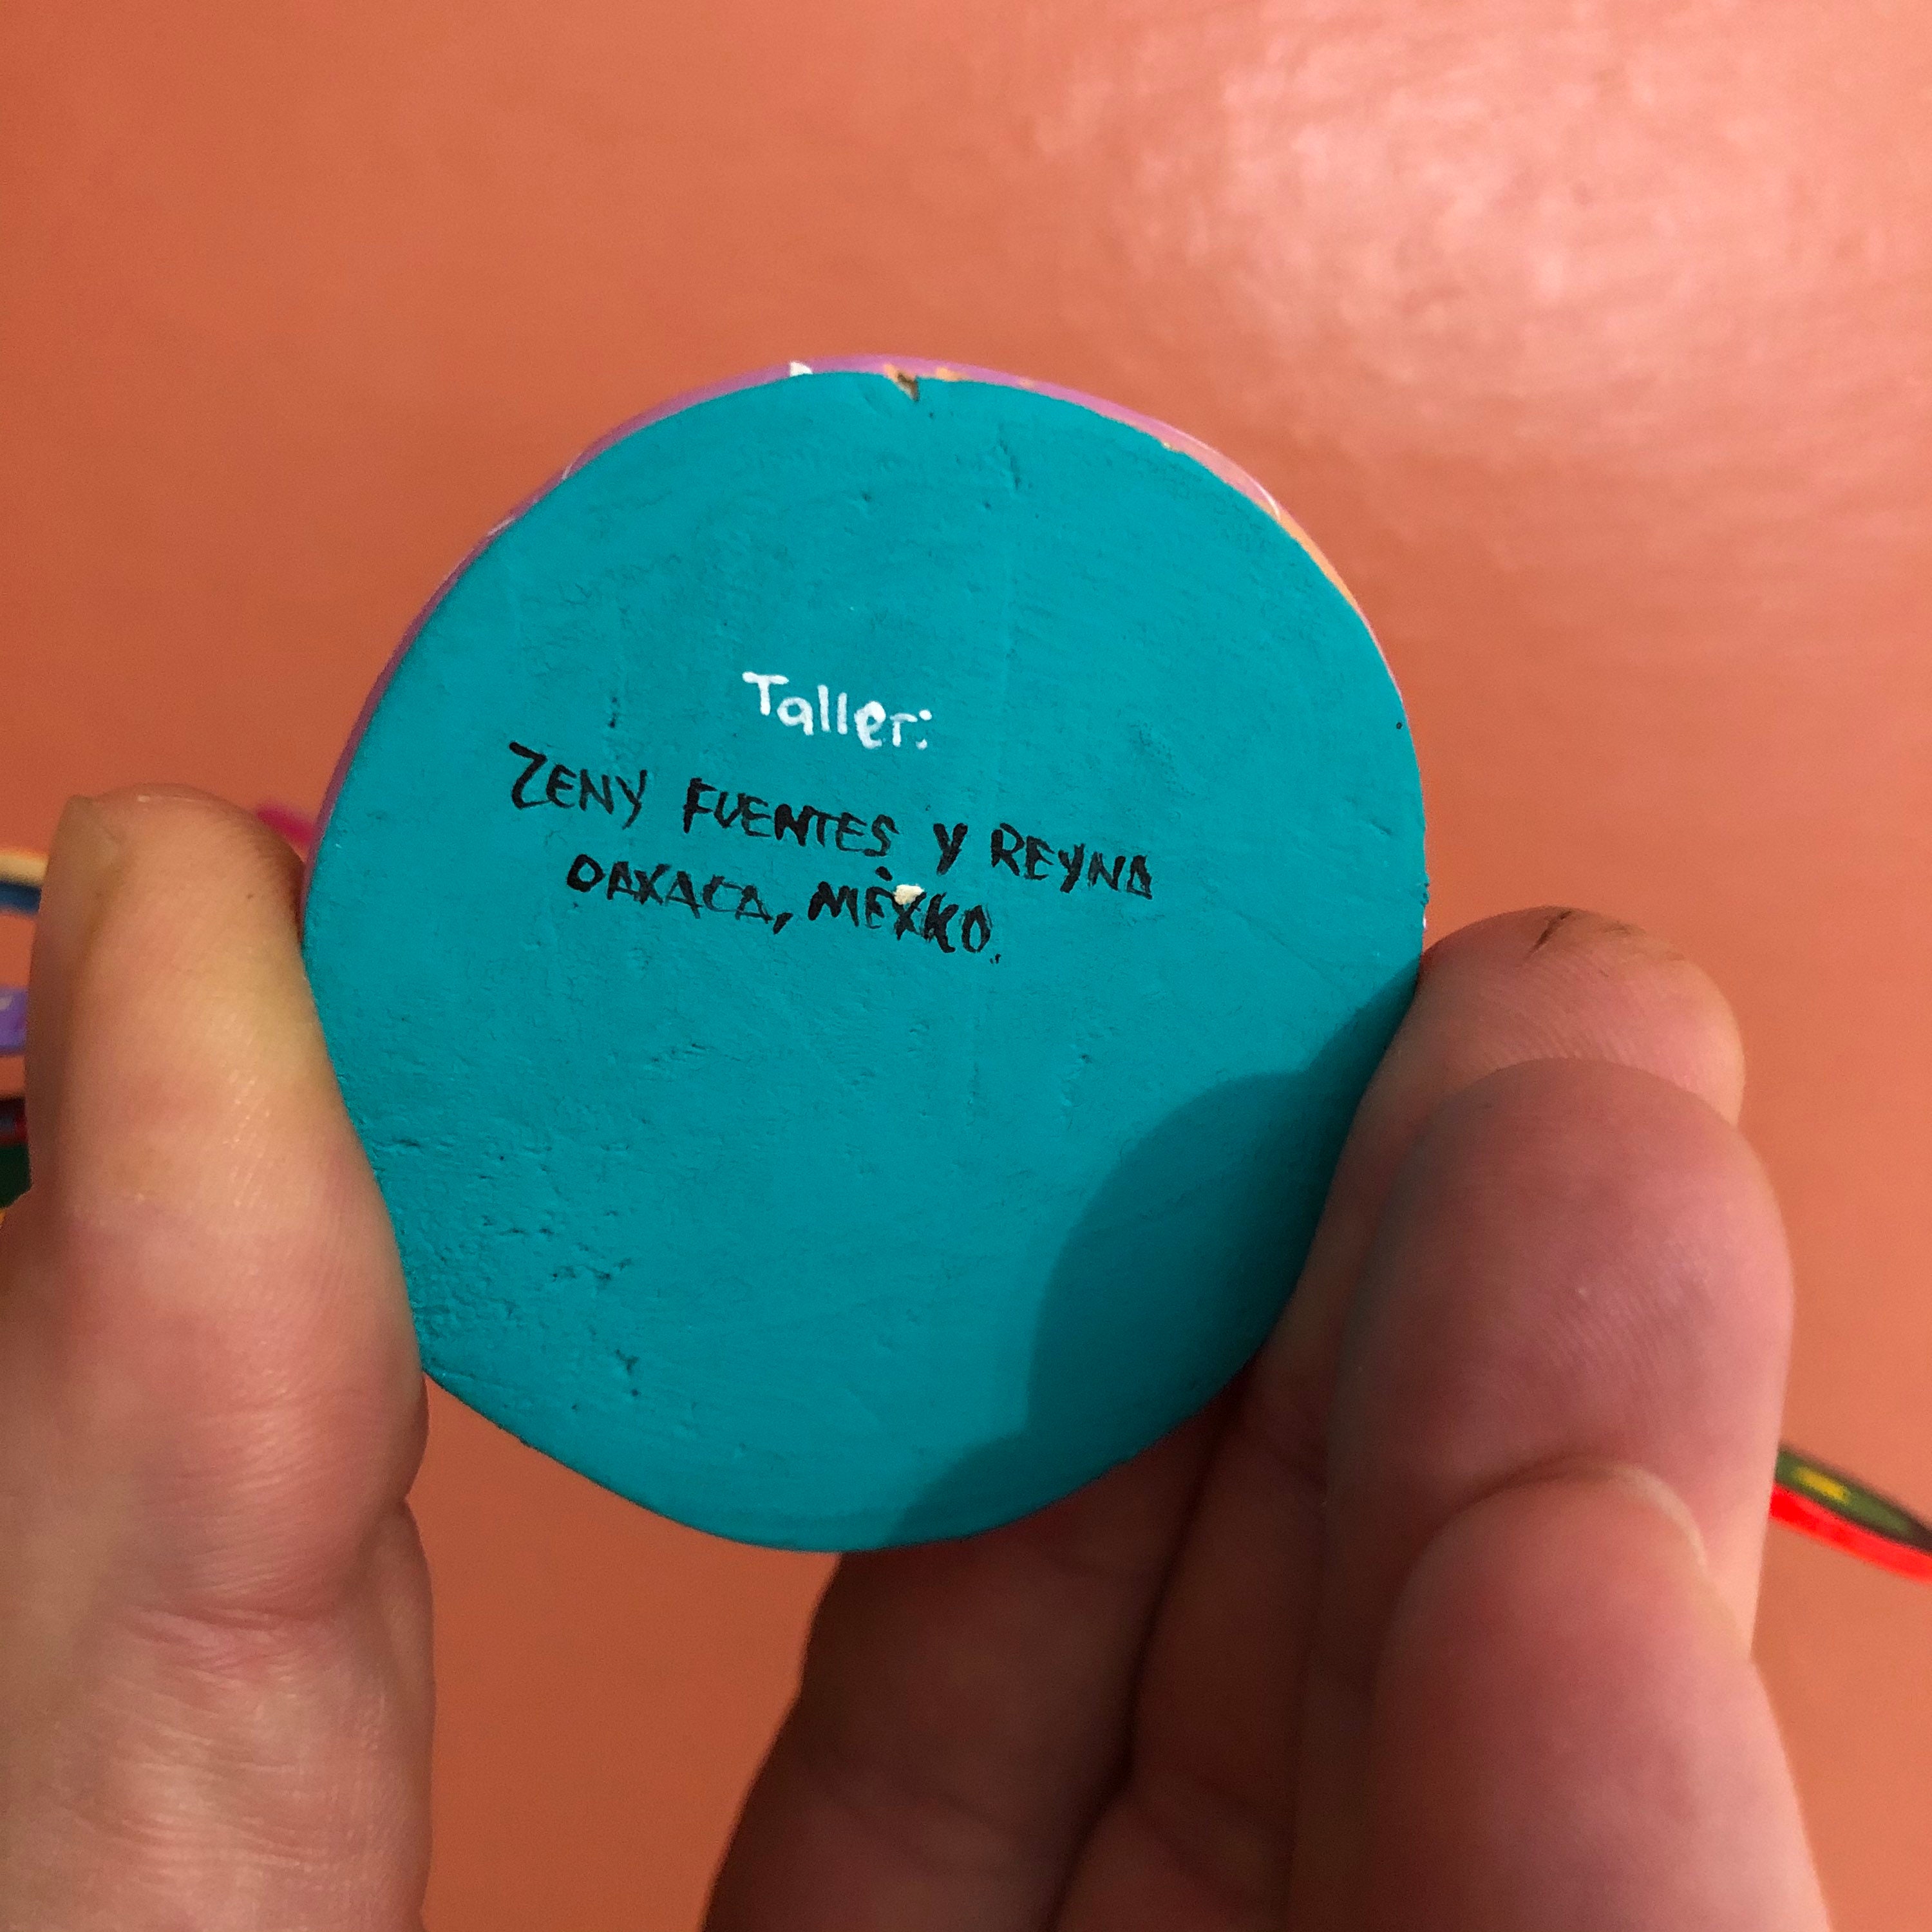 Taller:
ZENY FUENTES Y REYNA
OAXACA, MÉXICO.